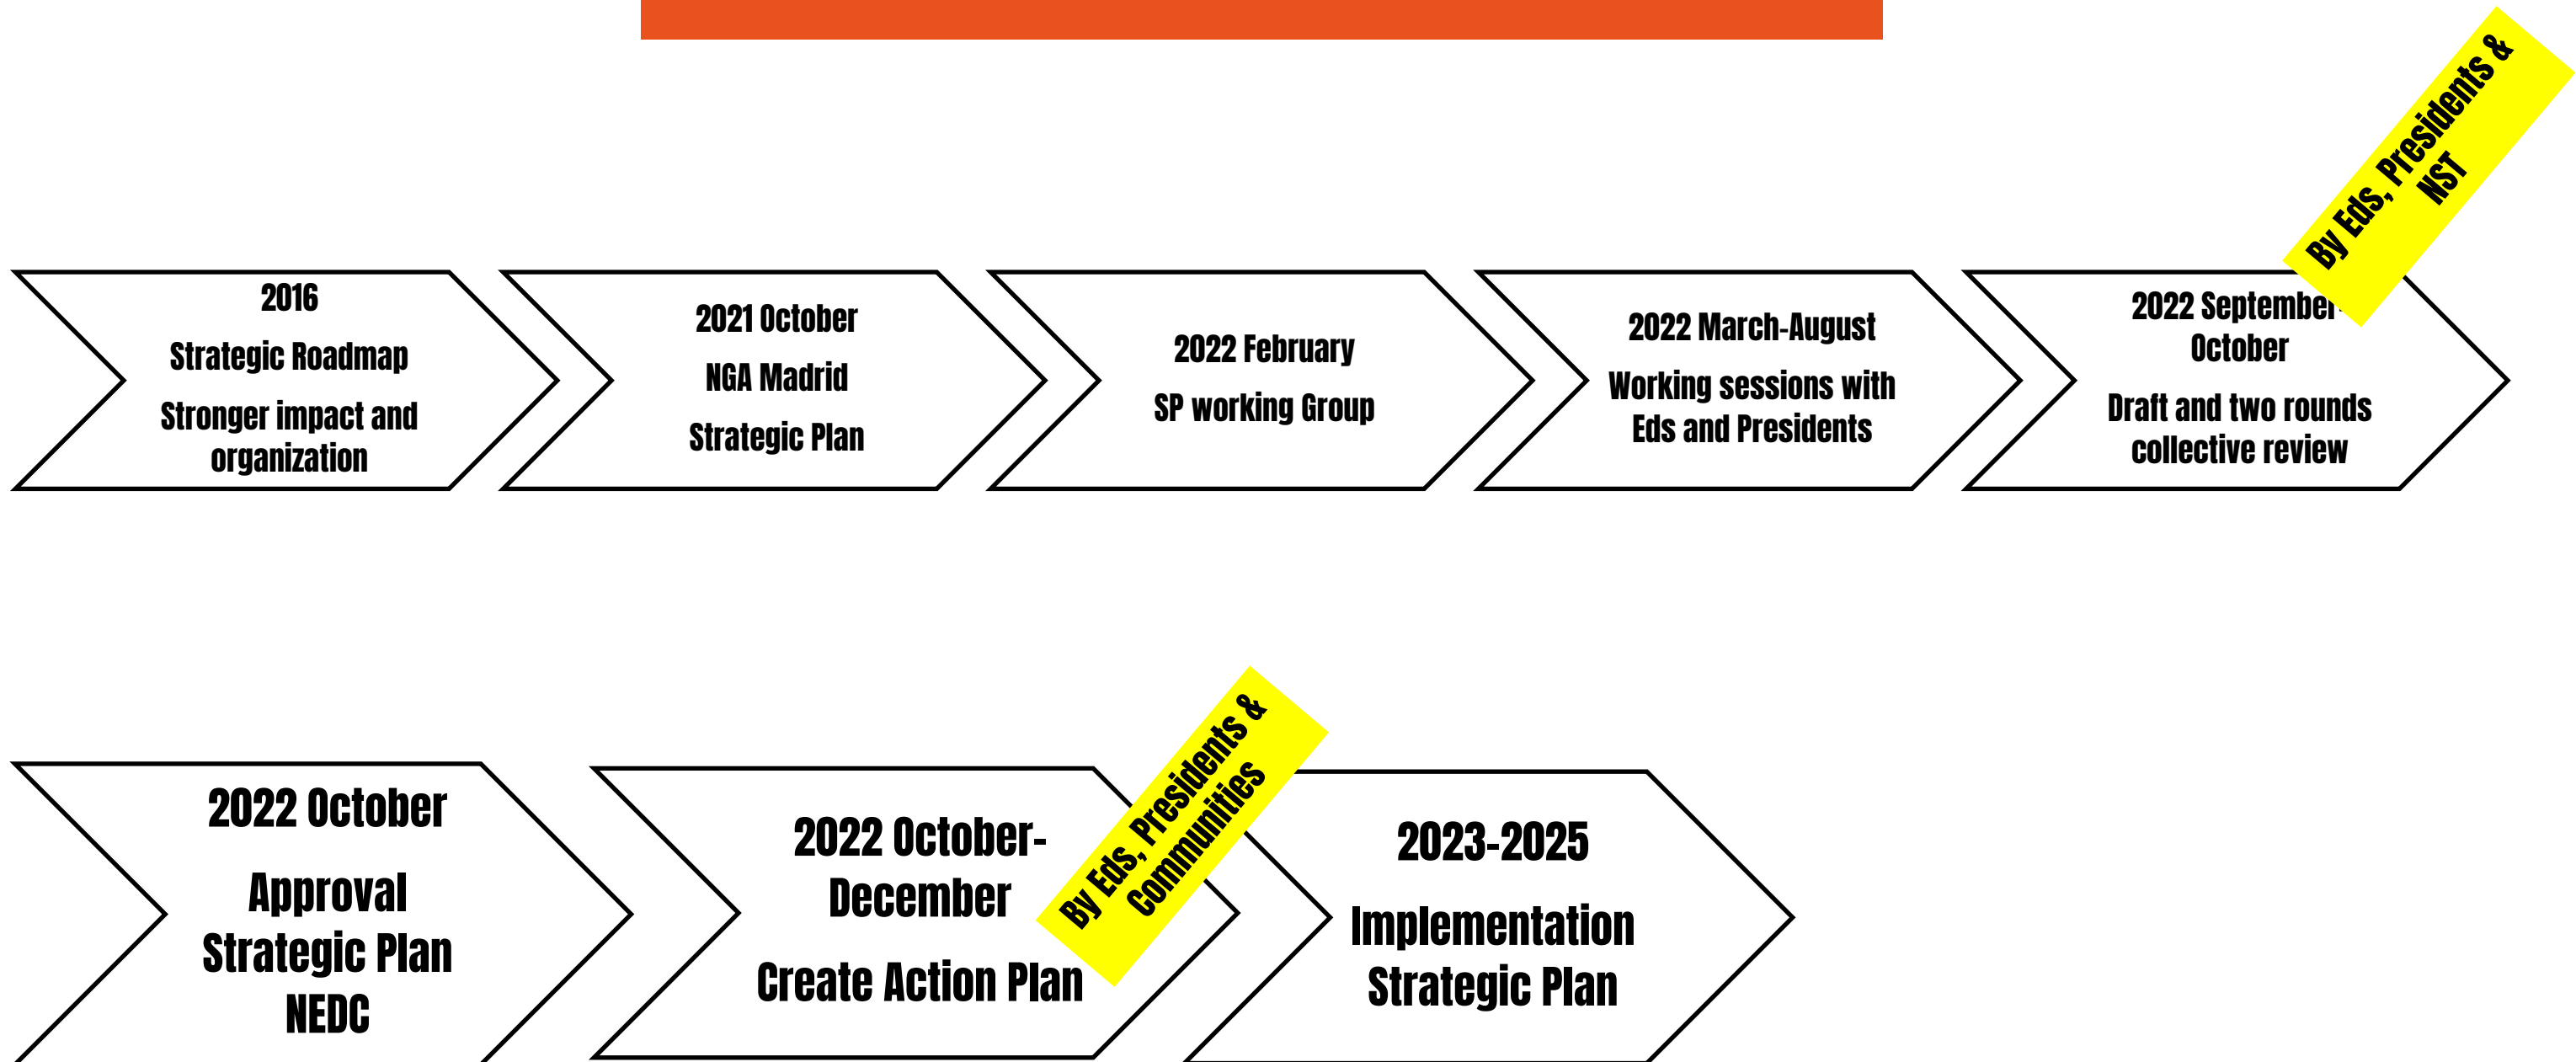 By Eds, Presidents &
NST
2016
Strategic Roadmap
Stronger impact and
organization
2021 October
NGA Madrid
Strategic Plan
2022 February
SP working Group
2022 March-August
Working sessions with
Eds and Presidents
2022 September-
October
Draft and two rounds
collective review
2022 October
Approval
Strategic Plan
NEDC
2022 October-
December
Create Action Plan
By Eds, Presidents &
Communities
2023-2025
Implementation
Strategic Plan